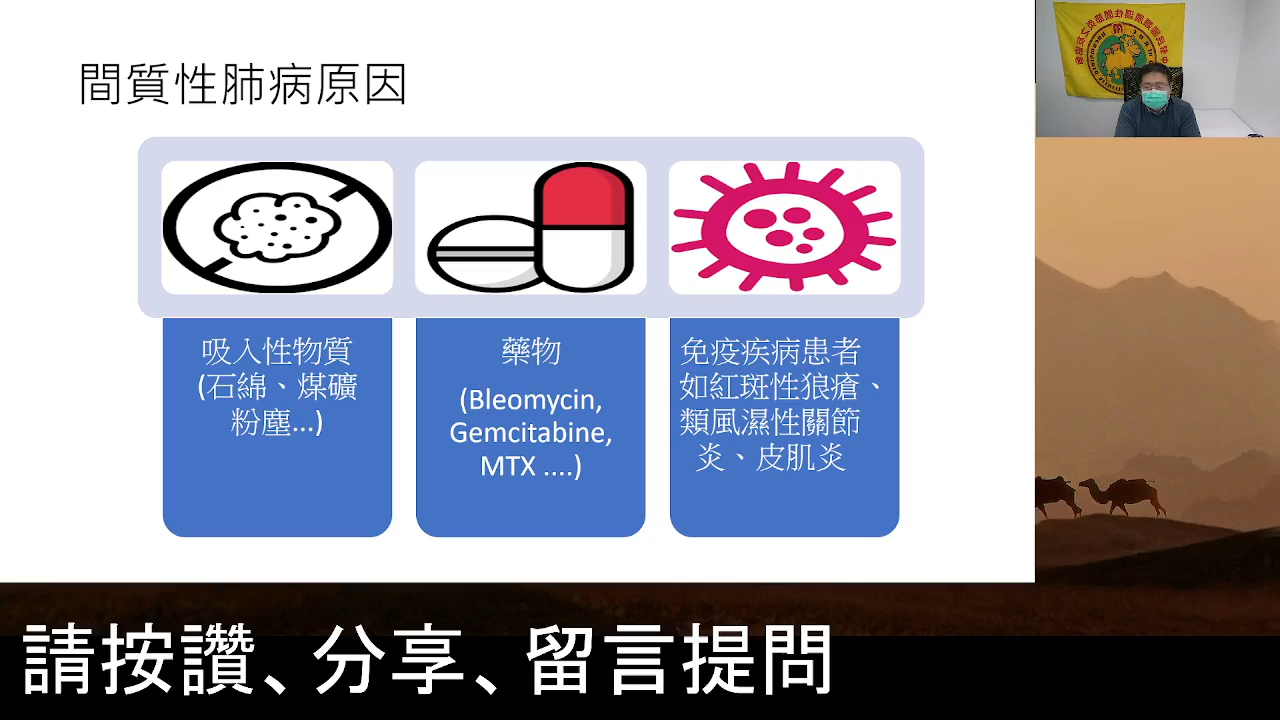 間質性肺病原因
吸入性物質
(石綿、煤礦
粉塵...)
藥物
(Bleomycin,
Gemcitabine,
MTX ....)
免疫疾病患者
如紅斑性狼瘡、
類風濕性關節
炎、皮肌炎
請按讚、分享、留言提問